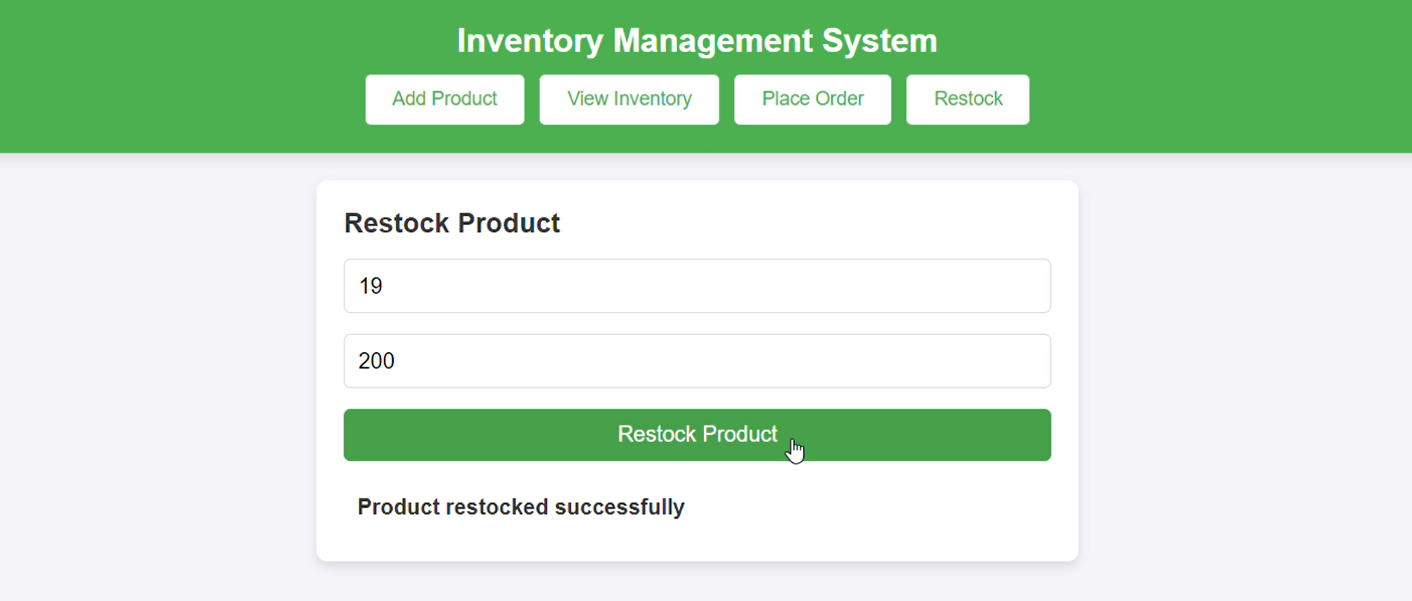 Inventory Management System
Add Product View Inventory Place Order Restock
Restock Product
19
200
Restock Product
Product restocked successfully